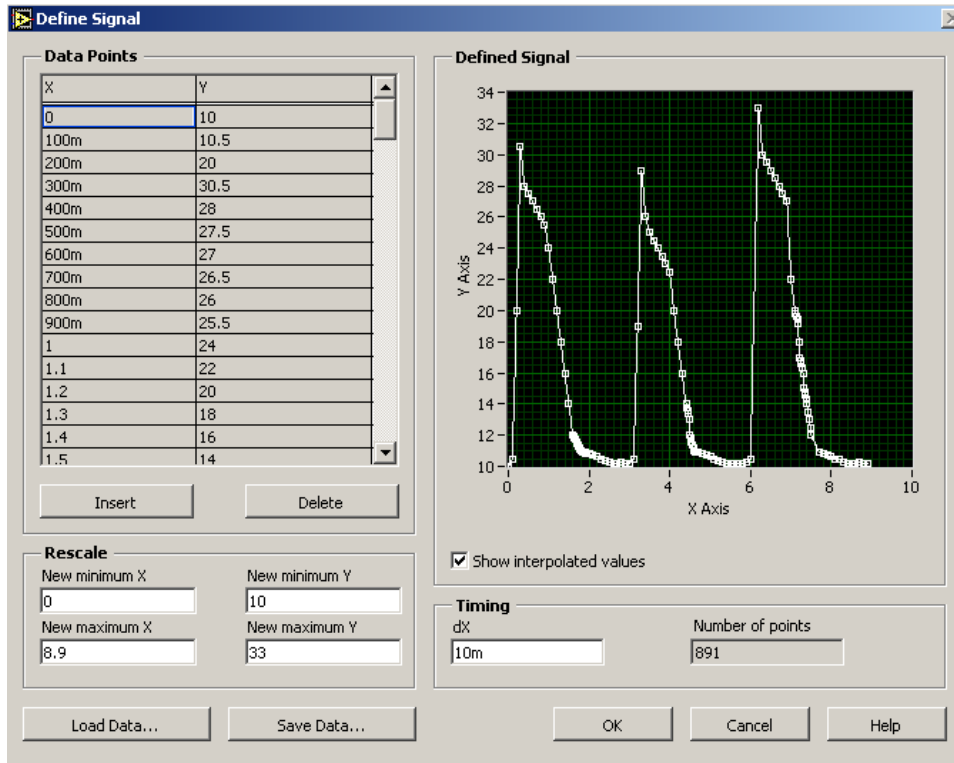 Define Signal
Data Points
X Y
0 10
100m 10.5
200m 20
300m 30.5
400m 28
500m 27.5
600m 27
700m 26.5
800m 26
900m 25.5
1 24
1.1 22
1.2 20
1.3 18
1.4 16
1.5 14
Insert Delete
Rescale
New minimum X New minimum Y
0 10
New maximum X New maximum Y
8.9 33
Defined Signal
34
32
30
28
26
24
22
20
18
16
14
12
10
Y Axis
0 2 4 6 8 10
X Axis
Show interpolated values
Timing
dX Number of points
10m 891
Load Data... Save Data... OK Cancel Help